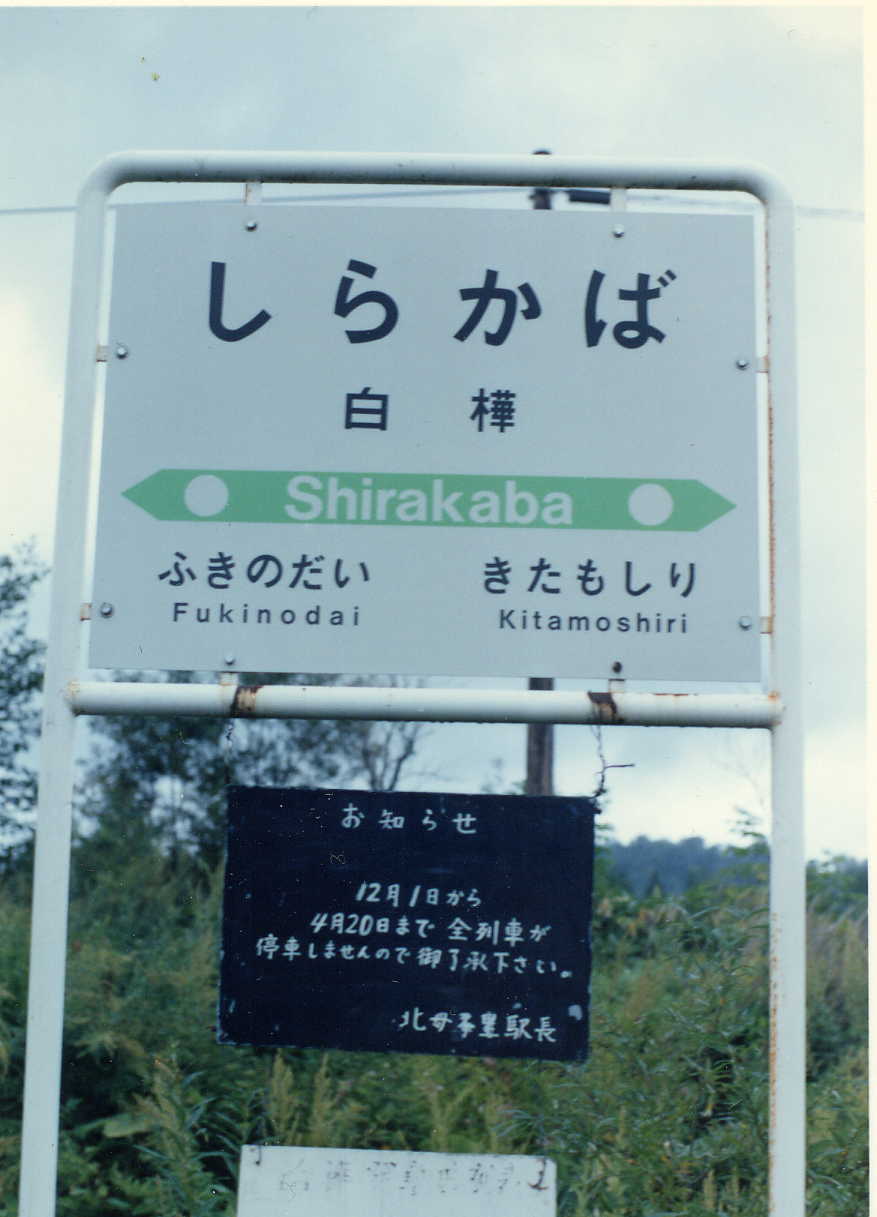 しらかば
白樺
Shirakaba
ふきのだい きたもしり
Fukinodai Kitamoshiri
お知らせ
12月1日から
4月20日まで 全列車が
停車しませんので御了承下さい。
北母子里駅長